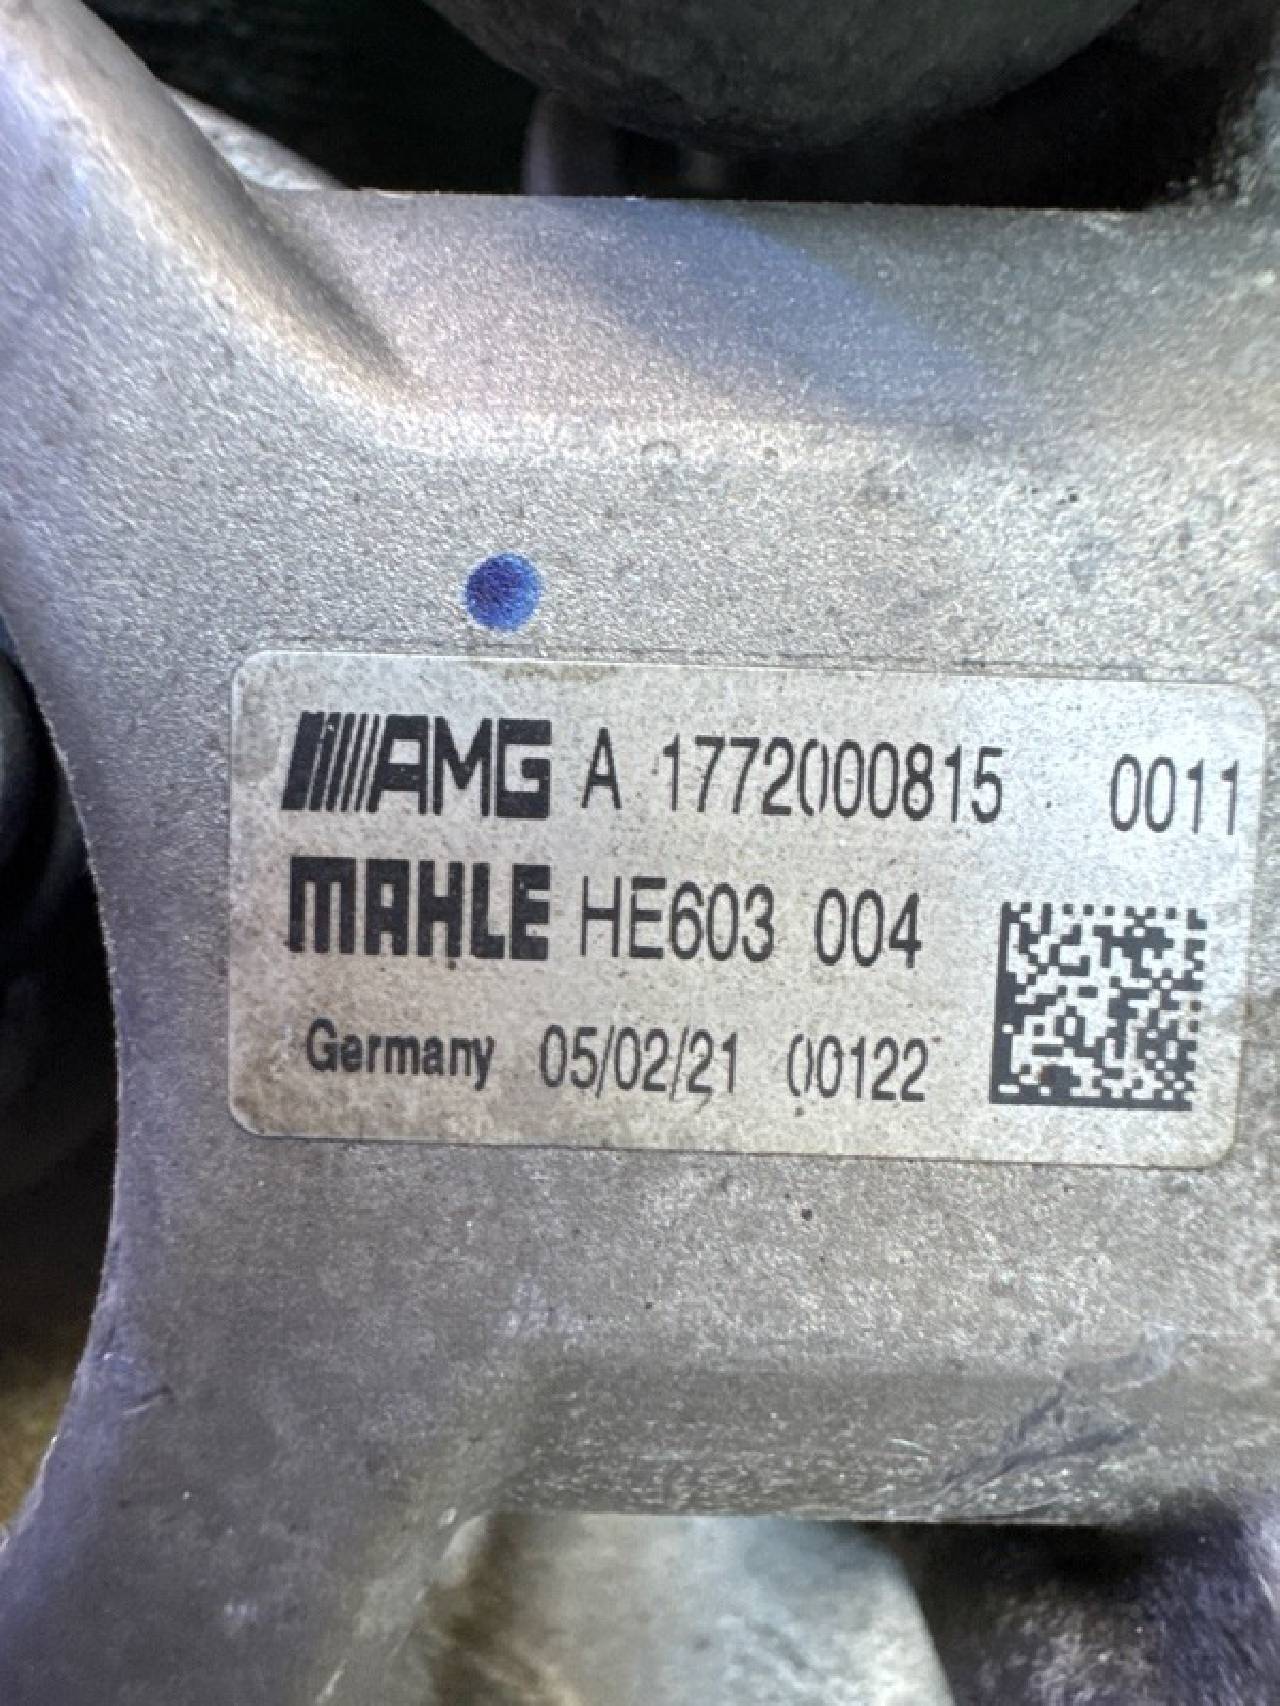 AMG A 1772000815 0011
MAHLE HE603 004
Germany 05/02/21 00122